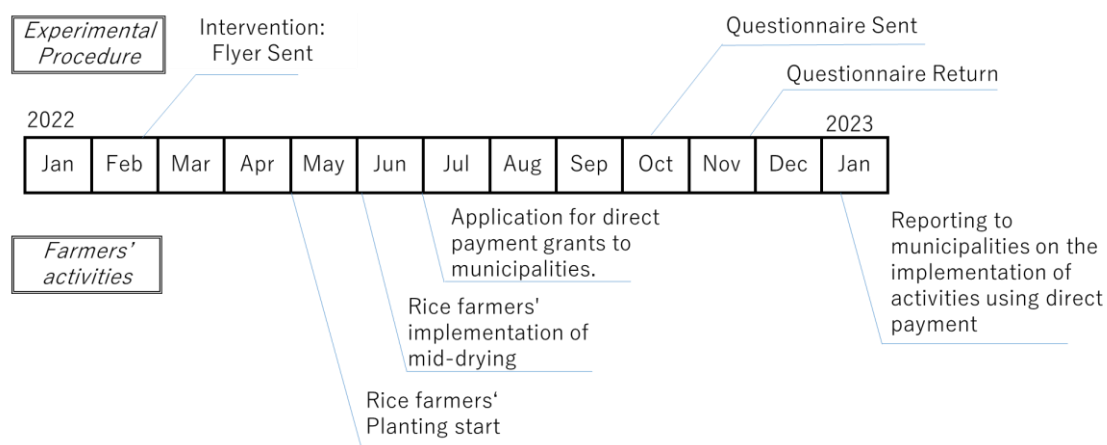 Experimental
Procedure
Intervention:
Flyer Sent
Questionnaire Sent
Questionnaire Return
2022
2023
Jan Feb Mar Apr May Jun Jul Aug Sep Oct Nov Dec Jan
Farmers'
activities
Application for direct
payment grants to
municipalities.
Reporting to
municipalities on the
implementation of
activities using direct
payment
Rice farmers'
implementation of
mid-drying
Rice farmers‘
Planting start